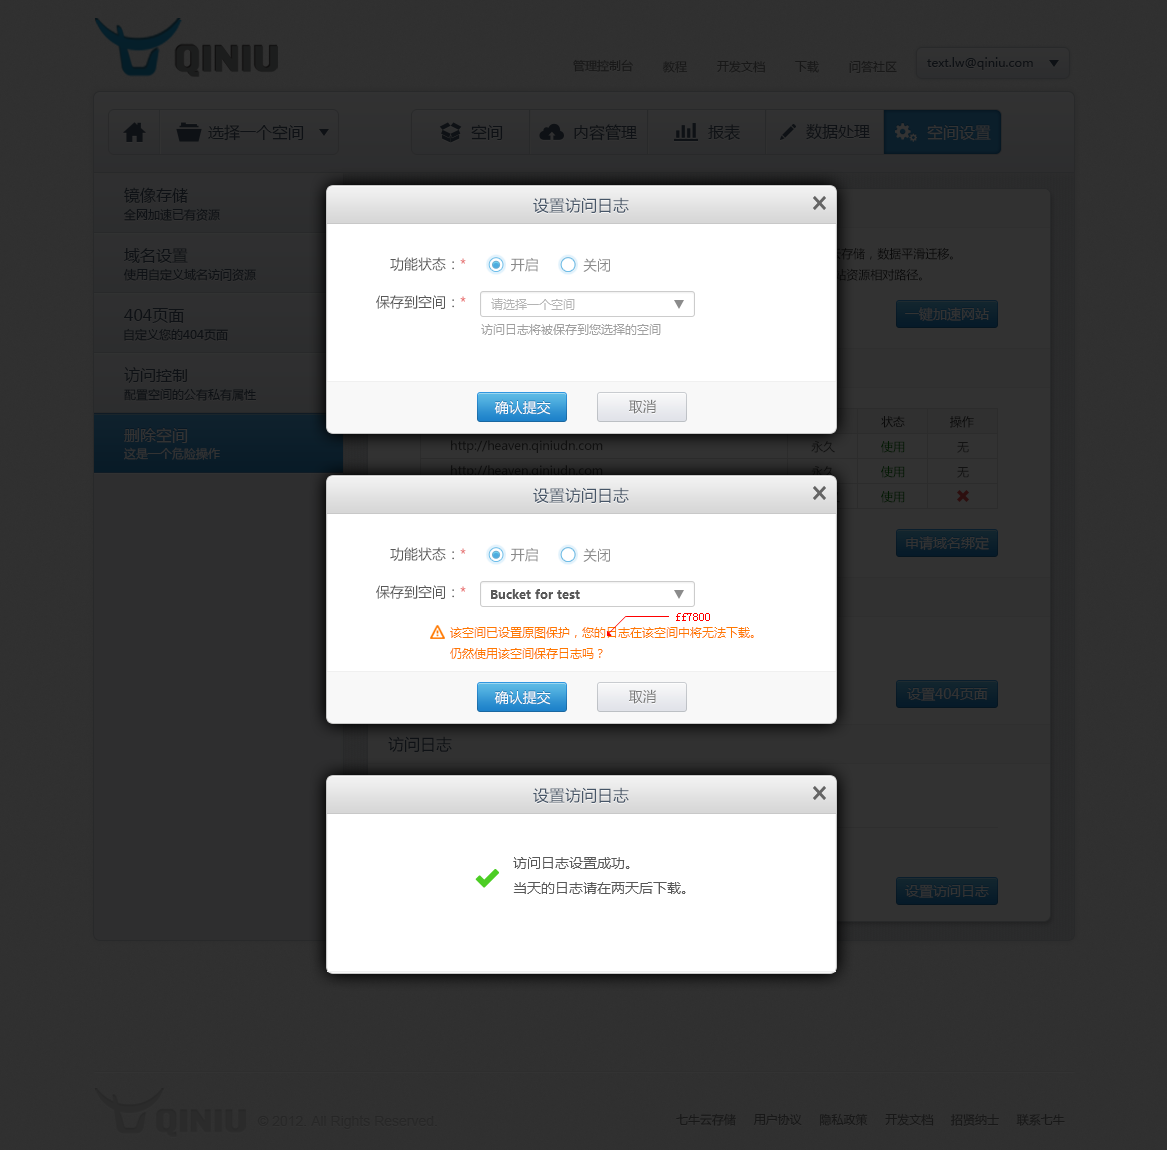 QINIU
管理控制台 教程 开发文档 下载 问答社区 text.lw@qiniu.com
选择一个空间 空间 内容管理 报表 数据处理 空间设置
镜像存储
全网加速已有资源
域名设置
使用自定义域名访问资源
404页面
自定义您的404页面
访问控制
配置空间的公有私有属性
删除空间
这是一个危险操作
设置访问日志
功能状态：* 开启 关闭
保存到空间：* 请选择一个空间
访问日志将被保存到您选择的空间
确认提交 取消
存储，数据平滑迁移。
站资源相对路径。
一键加速网站
状态 操作
http://heaven.qiniudn.com 永久 使用 无
http://heaven.qiniudn.com 永久 使用 无
使用
申请域名绑定
设置访问日志
功能状态：* 开启 关闭
保存到空间：* Bucket for test
ff7800
该空间已设置原图保护，您的日志在该空间中将无法下载。
仍然使用该空间保存日志吗？
确认提交 取消
设置404页面
访问日志
设置访问日志
访问日志设置成功。
当天的日志请在两天后下载。
设置访问日志
QINIU © 2012 All Rights Reserved.
七牛云存储 用户协议 隐私政策 开发文档 招贤纳士 联系七牛